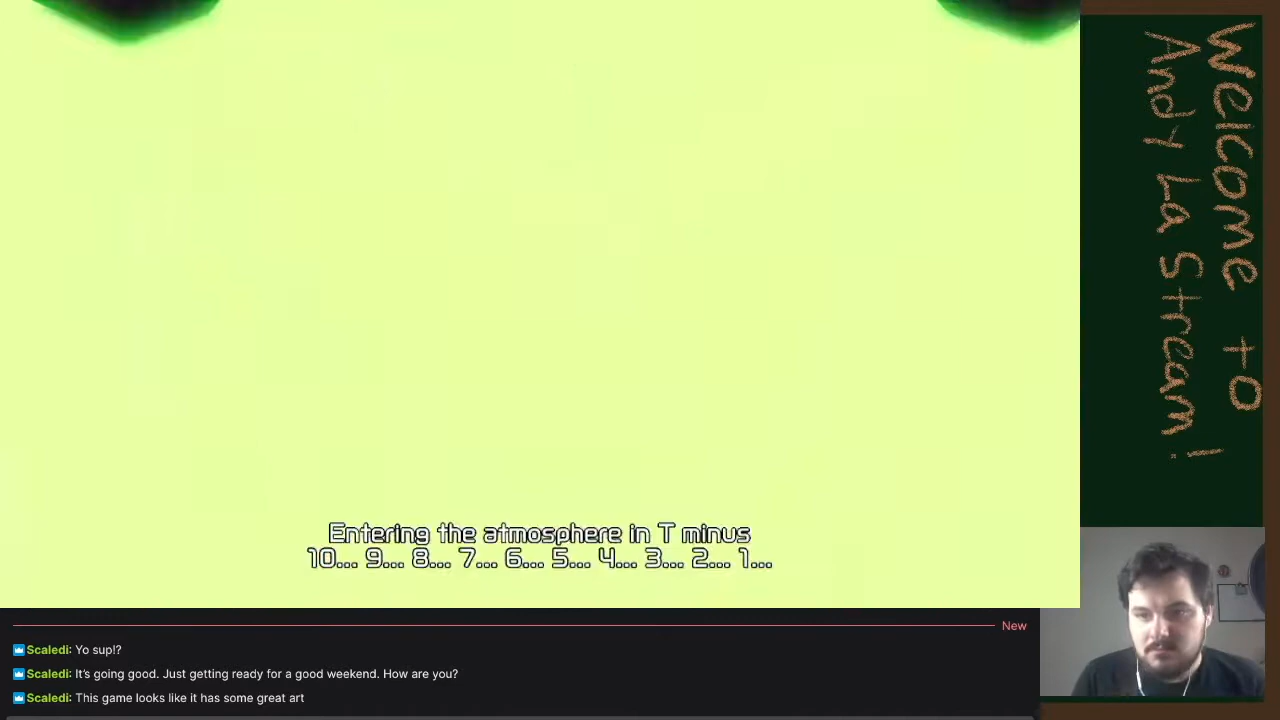 Entering the atmosphere in T minus
10... 9... 8... 7... 6... 5... 4... 3... 2... 1...
Welcome to
Andy La Stream!
New
Scaledi: Yo sup!?
Scaledi: It's going good. Just getting ready for a good weekend. How are you?
Scaledi: This game looks like it has some great art